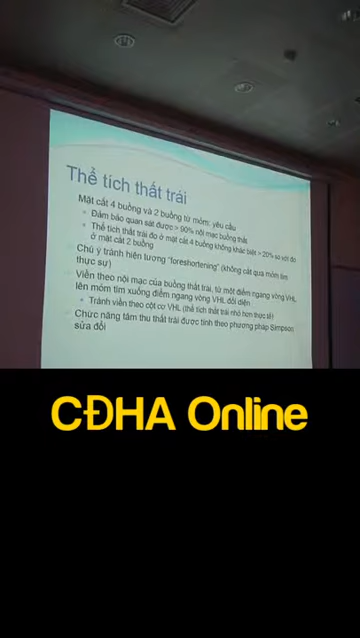 Thể tích thất trái
Mặt cắt 4 buồng và 2 buồng từ mỏm: yêu cầu
Đảm bảo quan sát được > 90% nội mạc buồng thất
Thể tích thất trái đo ở mặt cắt 4 buồng không khác biệt > 20% so với đo
ở mặt cắt 2 buồng
Chú ý tránh hiện tượng “foreshortening” (không cắt qua mỏm tim
thực sự)
Viền theo nội mạc của buồng thất trái, từ một điểm ngang vòng VHL
lên mỏm tim xuống điểm ngang vòng VHL đối diện
Tránh viền theo cột cơ VHL (thể tích thất trái nhỏ hơn thực tế)
Chức năng tâm thu thất trái được tính theo phương pháp Simpson
sửa đổi
CĐHA Online